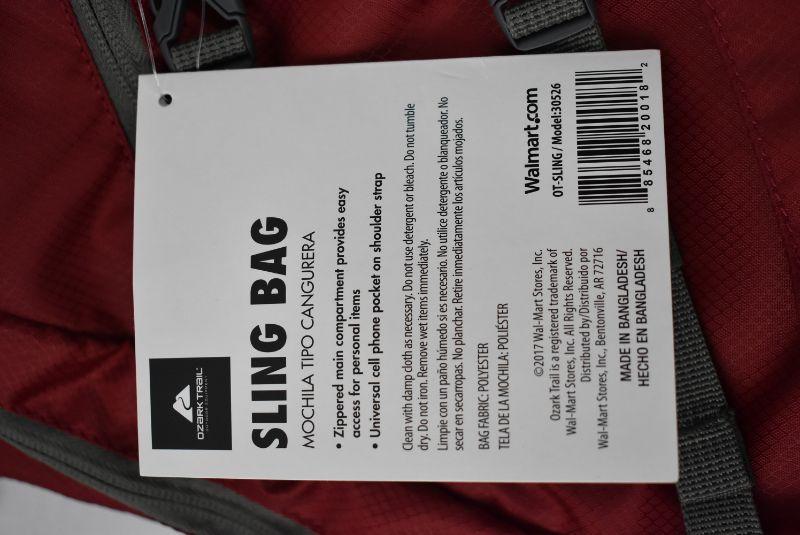 OZARK TRAIL
SLING BAG
MOCHILA TIPO CANGURERA
• Zippered main compartment provides easy
access for personal items
• Universal cell phone pocket on shoulder strap
Clean with damp cloth as necessary. Do not use detergent or bleach. Do not tumble
dry. Do not iron. Remove wet items immediately.
Limpie con un paño húmedo si es necesario. No utilice detergente o blanqueador. No
secar en secarropas. No planchar. Retire inmediatamente los artículos mojados.
BAG FABRIC: POLYESTER
TELA DE LA MOCHILA: POLIÉSTER
©2017 Wal-Mart Stores, Inc.
Ozark Trail is a registered trademark of
Wal-Mart Stores, Inc. All Rights Reserved.
Distributed by/Distribuido por
Wal-Mart Stores, Inc., Bentonville, AR 72716
MADE IN BANGLADESH/
HECHO EN BANGLADESH
Walmart.com
OT-SLING / Model:30526
8 85468 20018 2